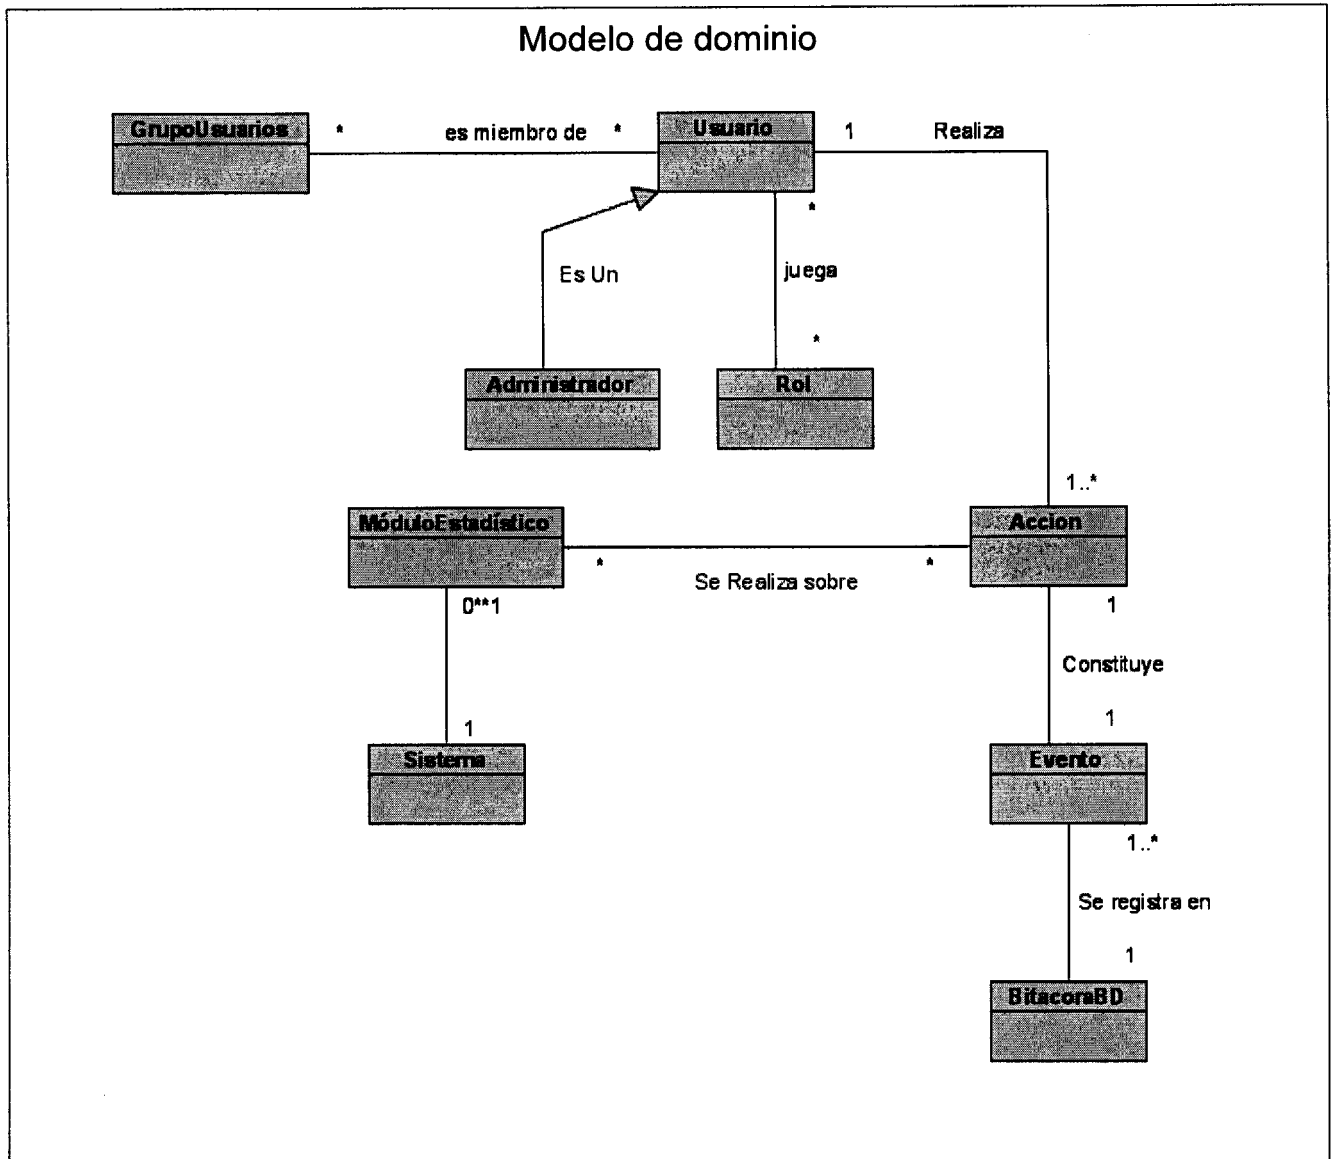 Modelo de dominio
GrupoUsuarios
*
es miembro de
*
Usuario
1
Realiza
*
Es Un
juega
*
Administrador
Rol
1..*
MóduloEstadístico
Accion
*
Se Realiza sobre
*
0**1
1
Constituye
1
1
Sistema
Evento
1..*
Se registra en
1
BitacoraBD